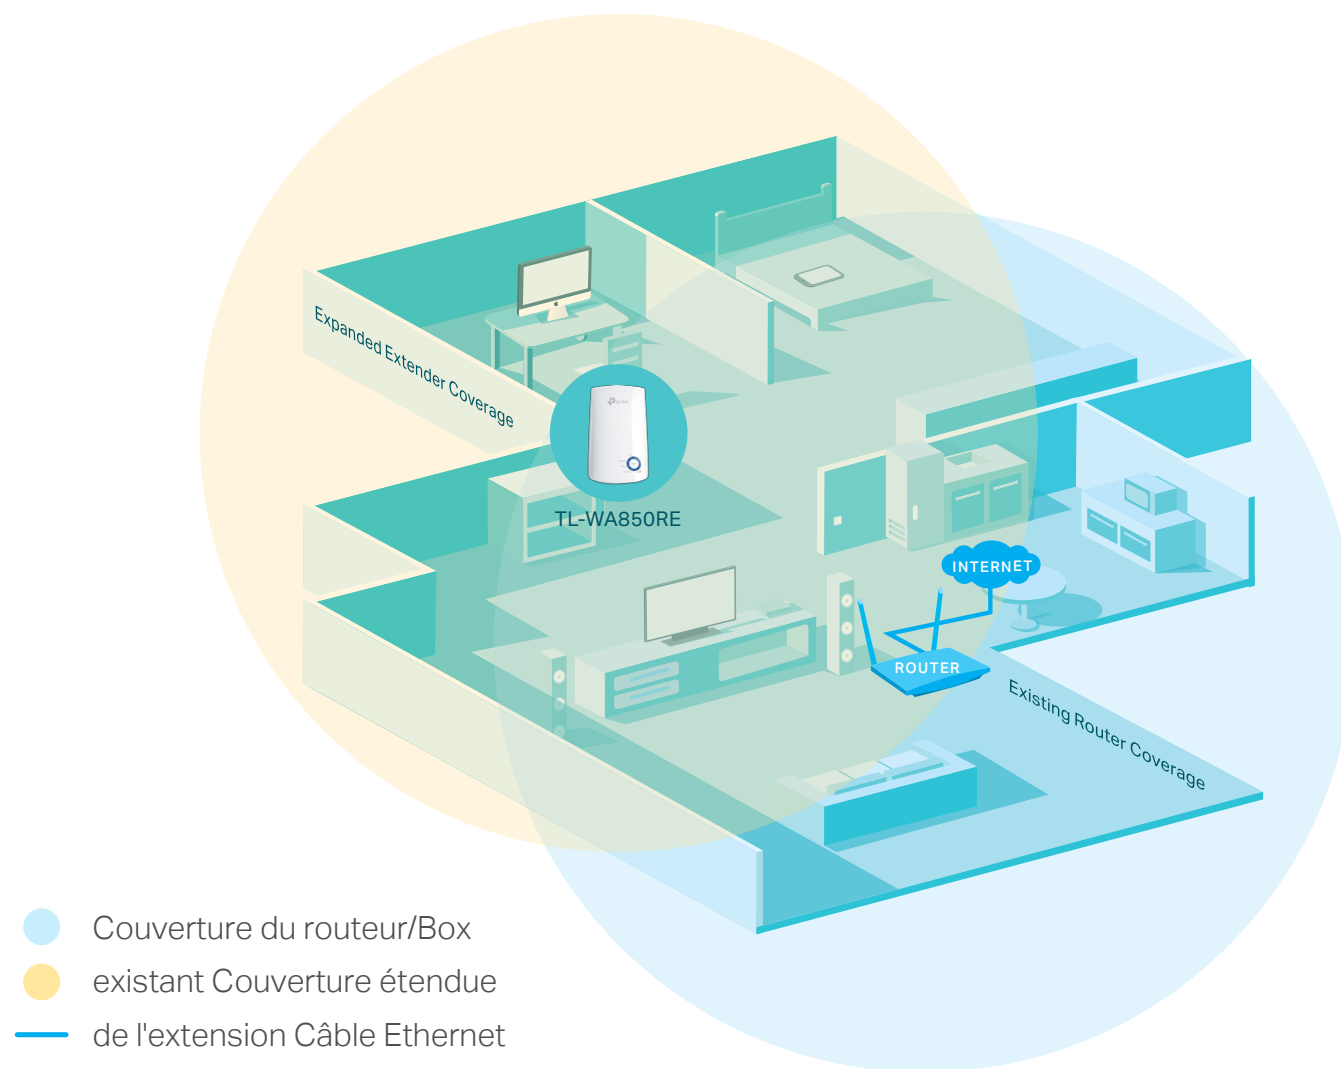 Expanded Extender Coverage
TL-WA850RE
INTERNET
ROUTER
Existing Router Coverage
Couverture du routeur/Box
existant Couverture étendue
de l'extension Câble Ethernet